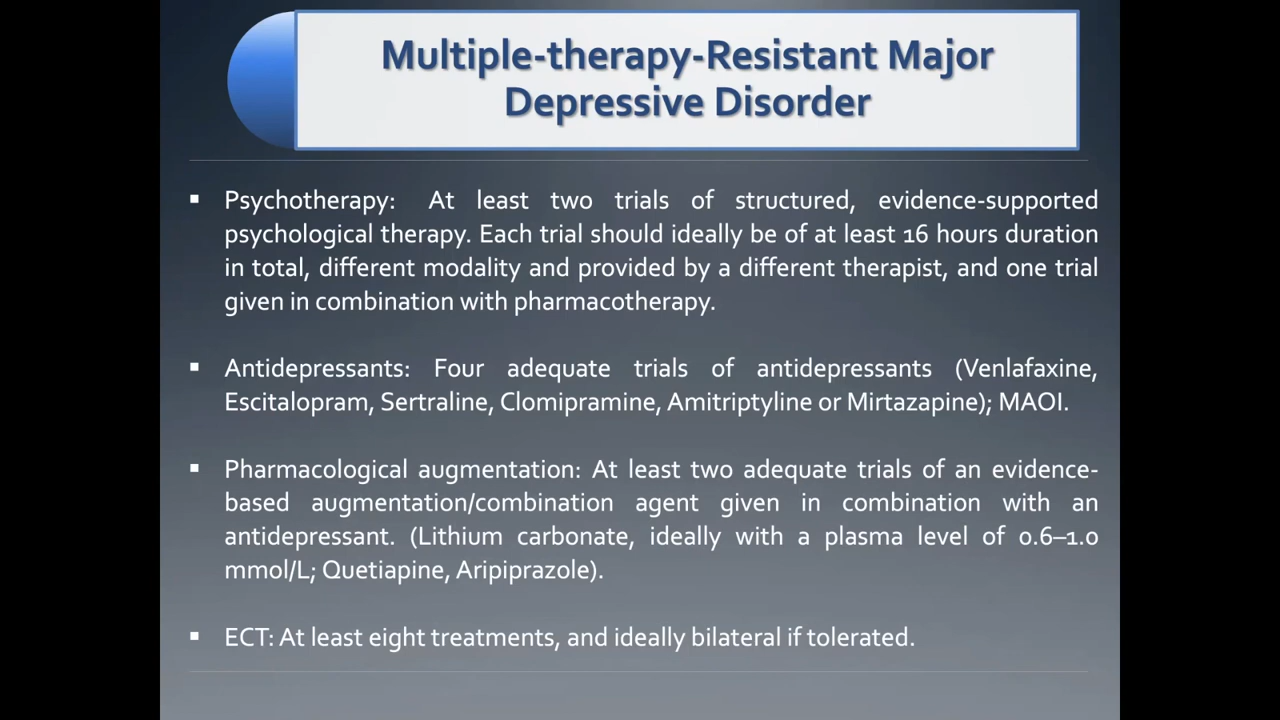 Multiple-therapy-Resistant Major
Depressive Disorder
▪ Psychotherapy: At least two trials of structured, evidence-supported
psychological therapy. Each trial should ideally be of at least 16 hours duration
in total, different modality and provided by a different therapist, and one trial
given in combination with pharmacotherapy.
▪ Antidepressants: Four adequate trials of antidepressants (Venlafaxine,
Escitalopram, Sertraline, Clomipramine, Amitriptyline or Mirtazapine); MAOI.
▪ Pharmacological augmentation: At least two adequate trials of an evidence-
based augmentation/combination agent given in combination with an
antidepressant. (Lithium carbonate, ideally with a plasma level of 0.6–1.0
mmol/L; Quetiapine, Aripiprazole).
▪ ECT: At least eight treatments, and ideally bilateral if tolerated.